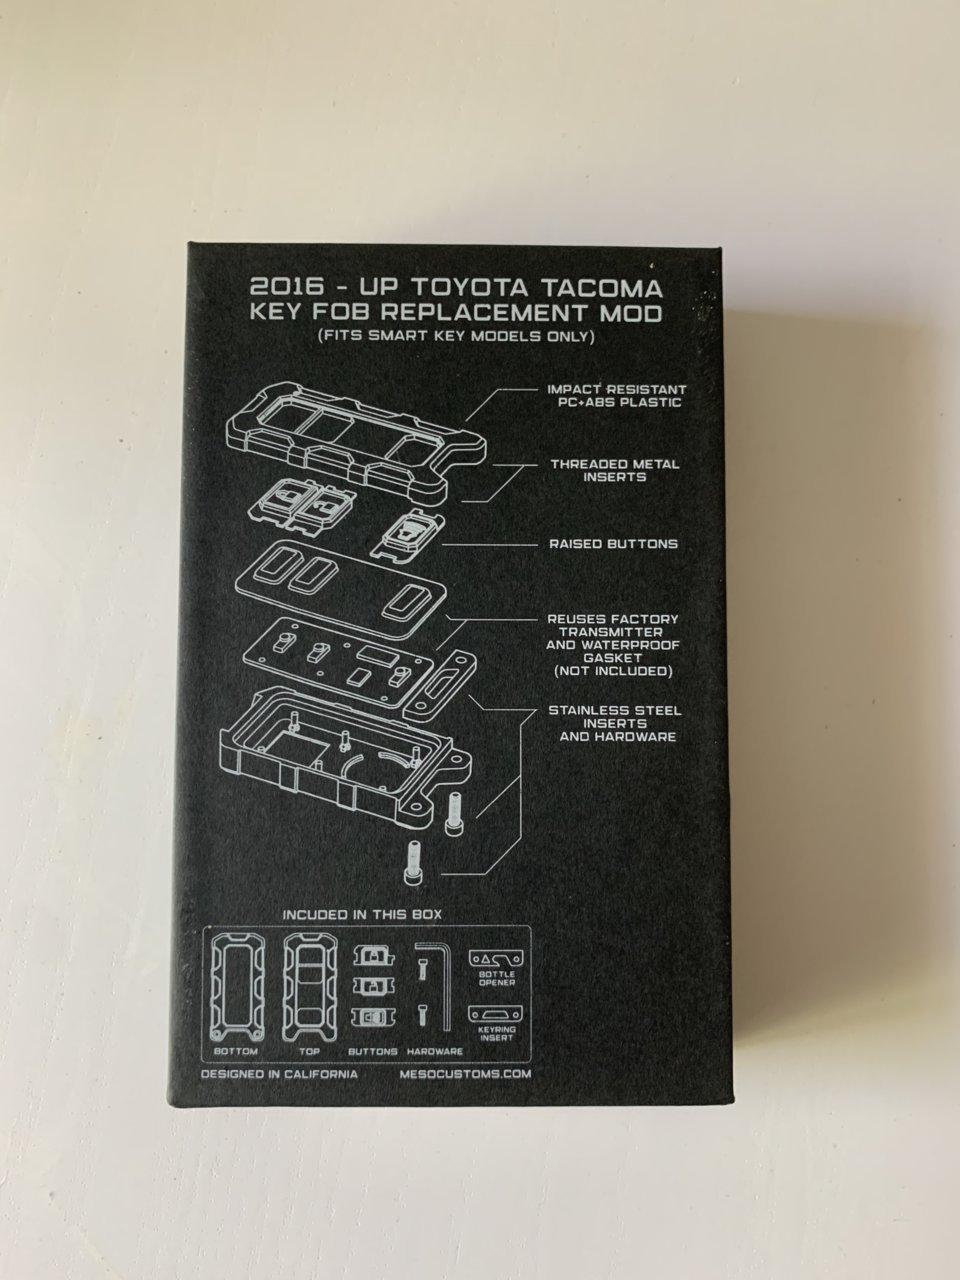 2016 - UP TOYOTA TACOMA
KEY FOB REPLACEMENT MOD
(FITS SMART KEY MODELS ONLY)
IMPACT RESISTANT
PC+ABS PLASTIC
THREADED METAL
INSERTS
RAISED BUTTONS
REUSES FACTORY
TRANSMITTER
AND WATERPROOF
GASKET
(NOT INCLUDED)
STAINLESS STEEL
INSERTS
AND HARDWARE
INCUDED IN THIS BOX
BOTTLE
OPENER
KEYRING
INSERT
BOTTOM
TOP
BUTTONS
HARDWARE
DESIGNED IN CALIFORNIA
MESOCUSTOMS.COM